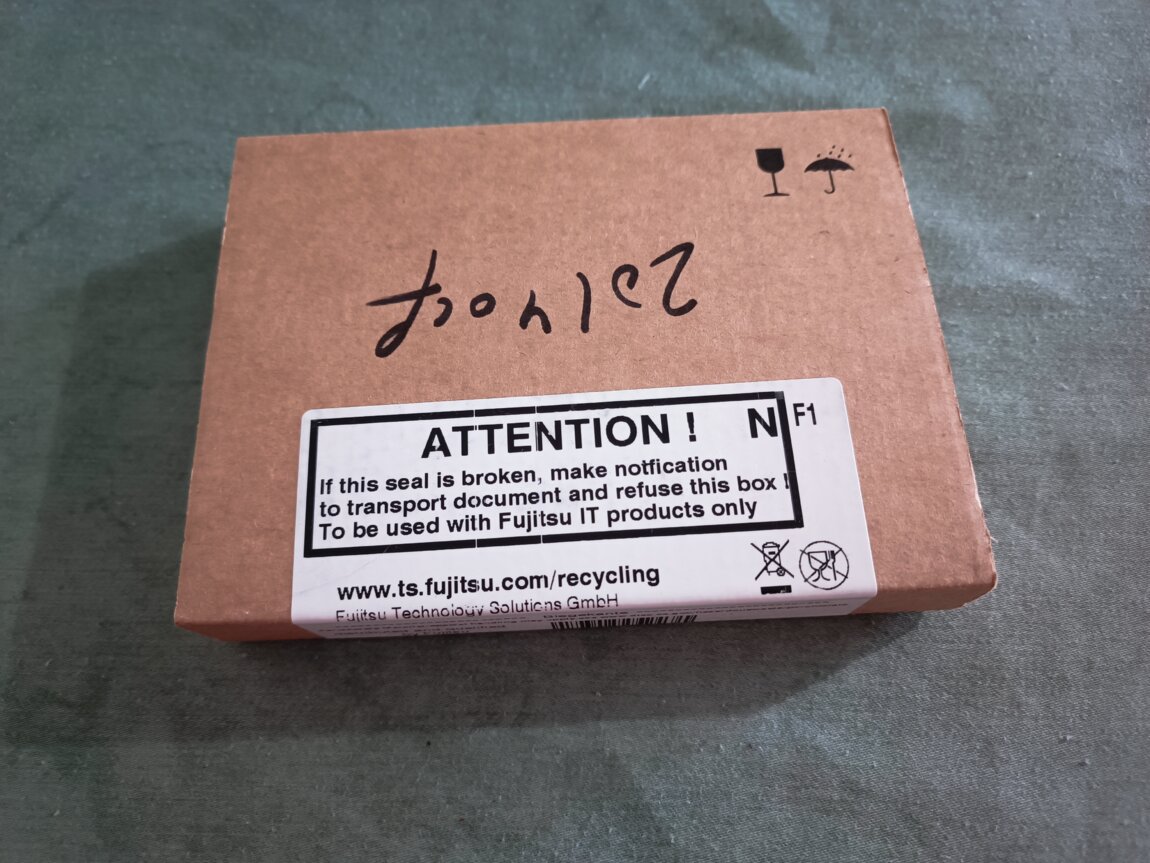 ATTENTION ! N F1
If this seal is broken, make notfication
to transport document and refuse this box !
To be used with Fujitsu IT products only
www.ts.fujitsu.com/recycling
Fujitsu Technology Solutions GmbH